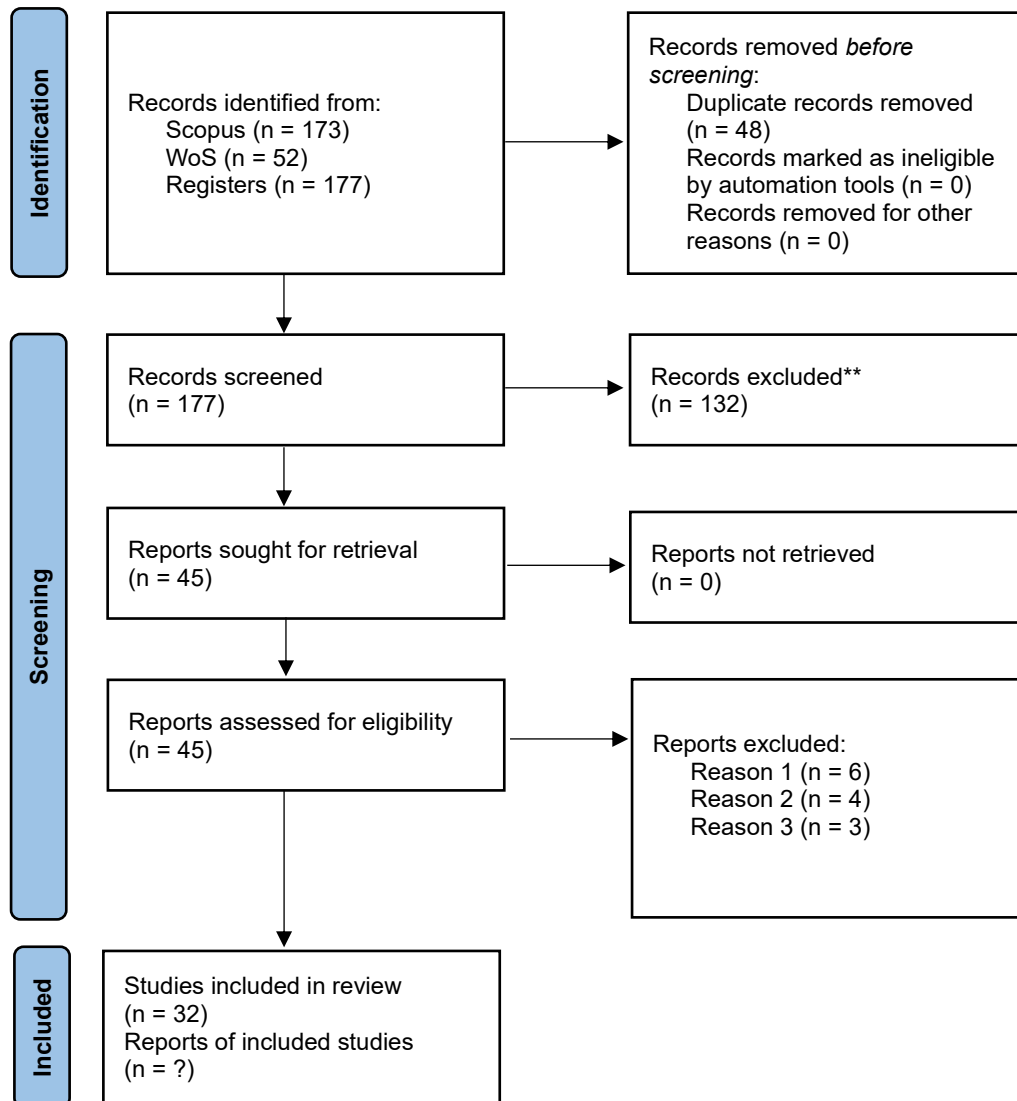 Identification
Records identified from:
Scopus (n = 173)
WoS (n = 52)
Registers (n = 177)
Records removed before
screening:
Duplicate records removed
(n = 48)
Records marked as ineligible
by automation tools (n = 0)
Records removed for other
reasons (n = 0)
Screening
Records screened
(n = 177)
Records excluded**
(n = 132)
Reports sought for retrieval
(n = 45)
Reports not retrieved
(n = 0)
Reports assessed for eligibility
(n = 45)
Reports excluded:
Reason 1 (n = 6)
Reason 2 (n = 4)
Reason 3 (n = 3)
Included
Studies included in review
(n = 32)
Reports of included studies
(n = ?)